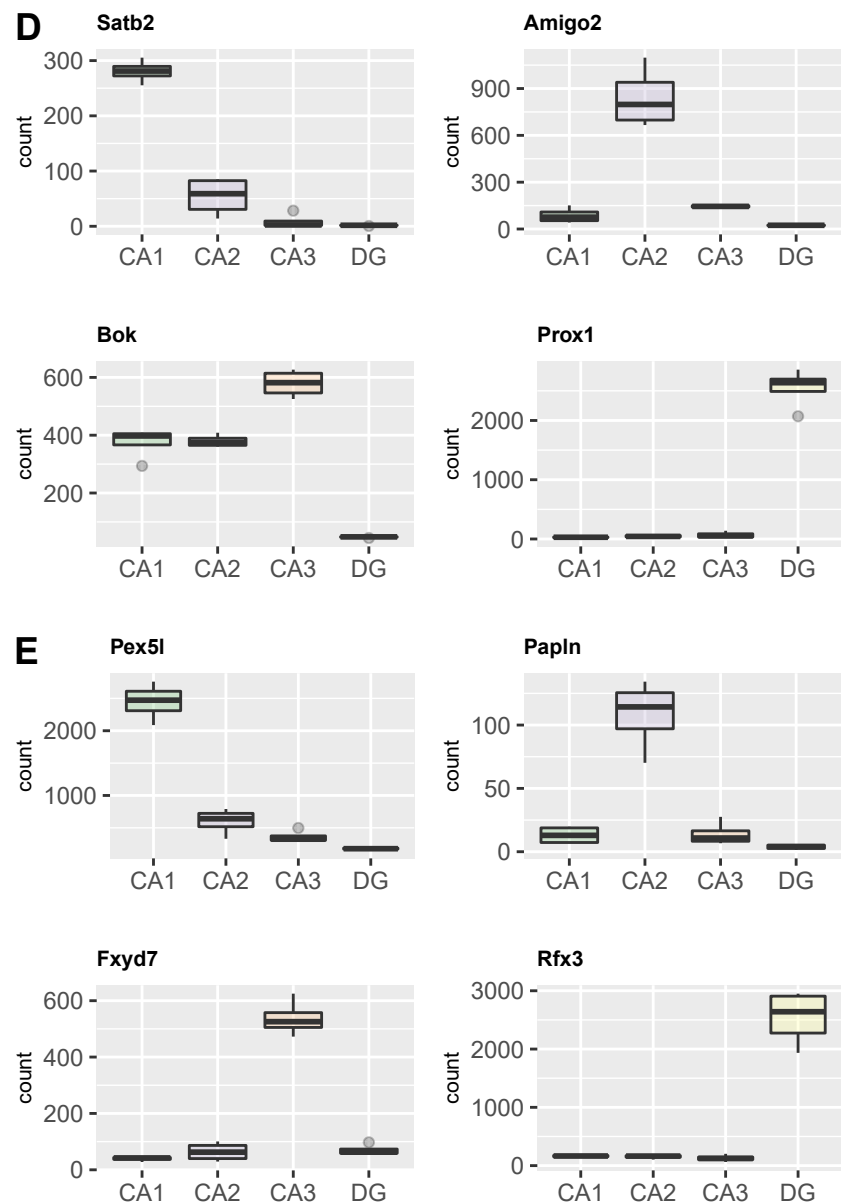 D
Satb2
count
300
200
100
0
CA1 CA2 CA3 DG
Amigo2
count
900
600
300
0
CA1 CA2 CA3 DG
Bok
count
600
400
200
CA1 CA2 CA3 DG
Prox1
count
2000
1000
0
CA1 CA2 CA3 DG
E
Pex5l
count
2000
1000
CA1 CA2 CA3 DG
Papln
count
100
50
0
CA1 CA2 CA3 DG
Fxyd7
count
600
400
200
0
CA1 CA2 CA3 DG
Rfx3
count
3000
2000
1000
0
CA1 CA2 CA3 DG